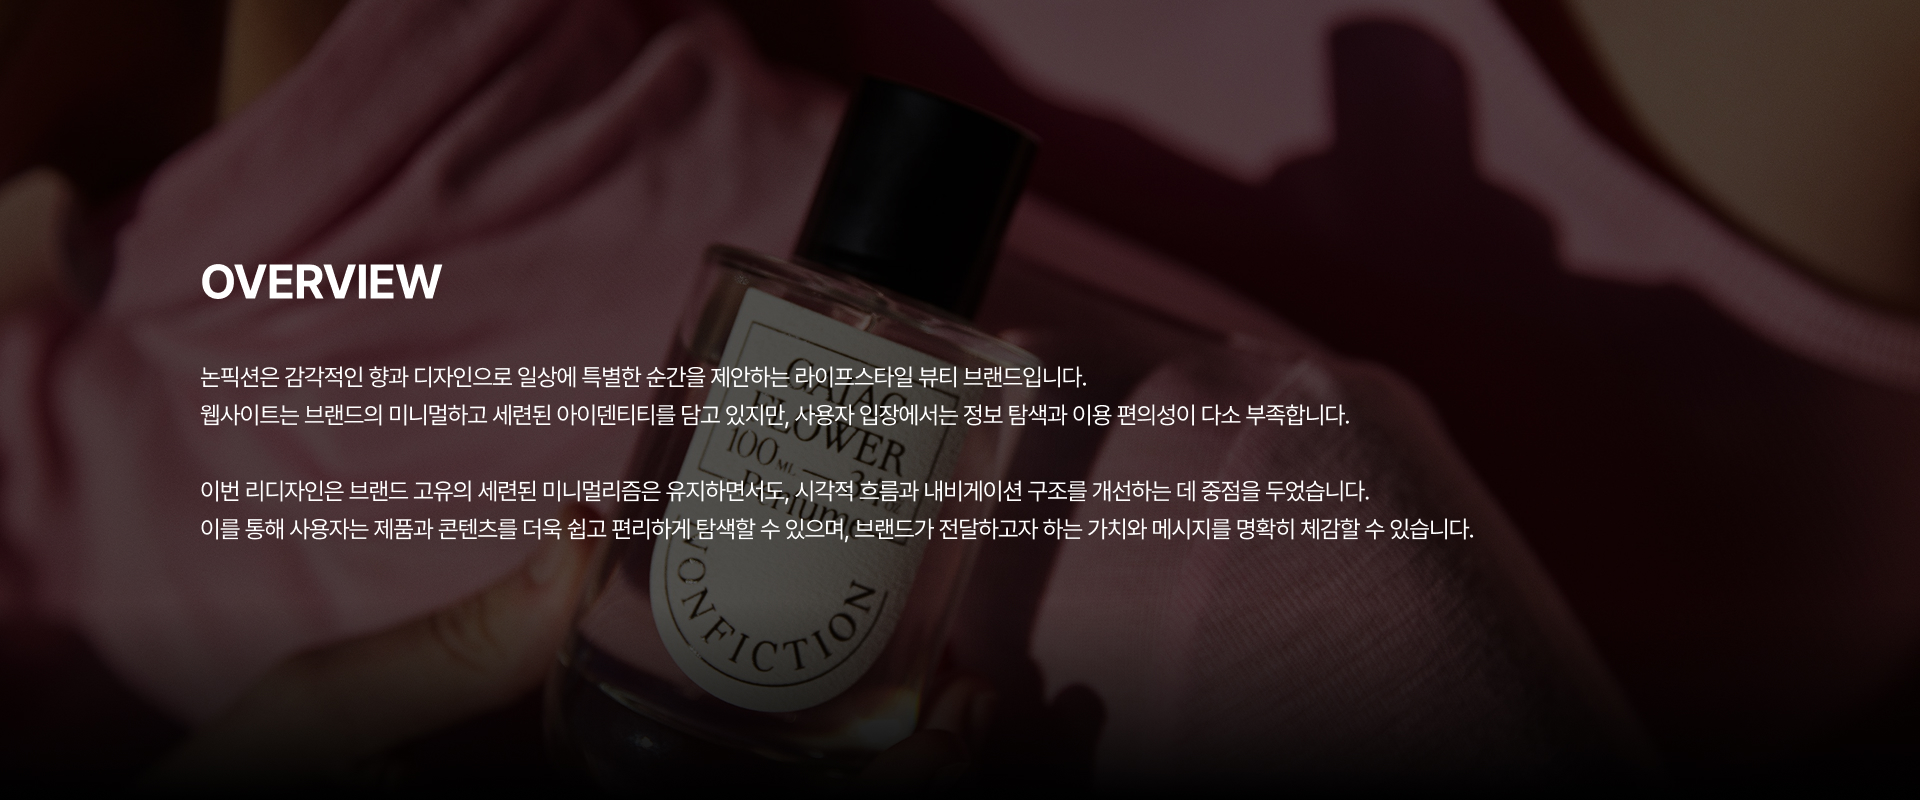 OVERVIEW
논픽션은 감각적인 향과 디자인으로 일상에 특별한 순간을 제안하는 라이프스타일 뷰티 브랜드입니다.
웹사이트는 브랜드의 미니멀하고 세련된 아이덴티티를 담고 있지만, 사용자 입장에서는 정보 탐색과 이용 편의성이 다소 부족합니다.
이번 리디자인은 브랜드 고유의 세련된 미니멀리즘은 유지하면서도, 시각적 흐름과 내비게이션 구조를 개선하는 데 중점을 두었습니다.
이를 통해 사용자는 제품과 콘텐츠를 더욱 쉽고 편리하게 탐색할 수 있으며, 브랜드가 전달하고자 하는 가치와 메시지를 명확히 체감할 수 있습니다.
GAIAC
FLOWER
100 ML — 3.4 oz
Perfume
NONFICTION